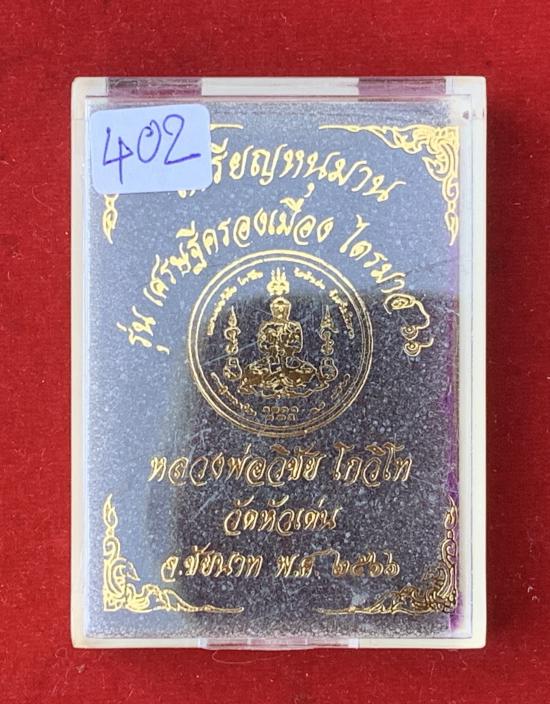 402
เหรียญหนุมาน
รุ่น เศรษฐีครองเมือง ไตรมาส ๖๖
หลวงพ่อวิชัย โกวิโท
วัดหัวเด่น
จ.ชัยนาท พ.ศ. ๒๕๖๖